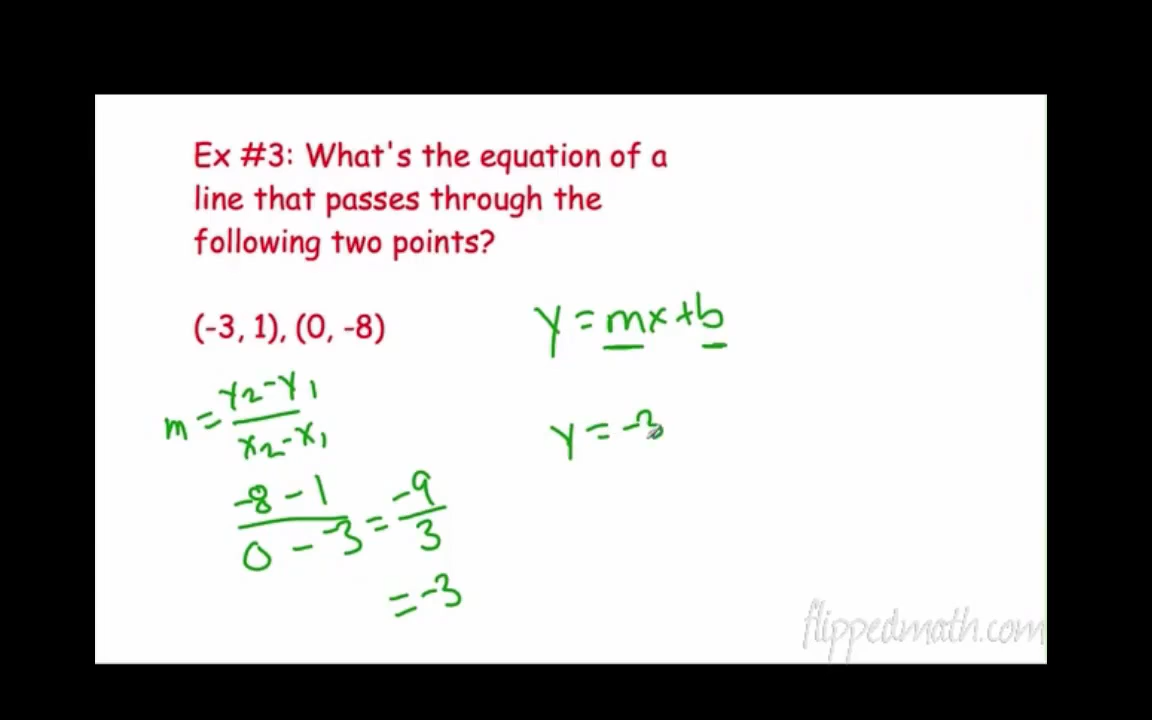 Ex #3: What's the equation of a
line that passes through the
following two points?
(-3, 1), (0, -8)
y = mx + b
m = y2 - y1
x2 - x1
y = -3
-8 - 1
0 - -3
= -9
3
= -3
flippedmath.com